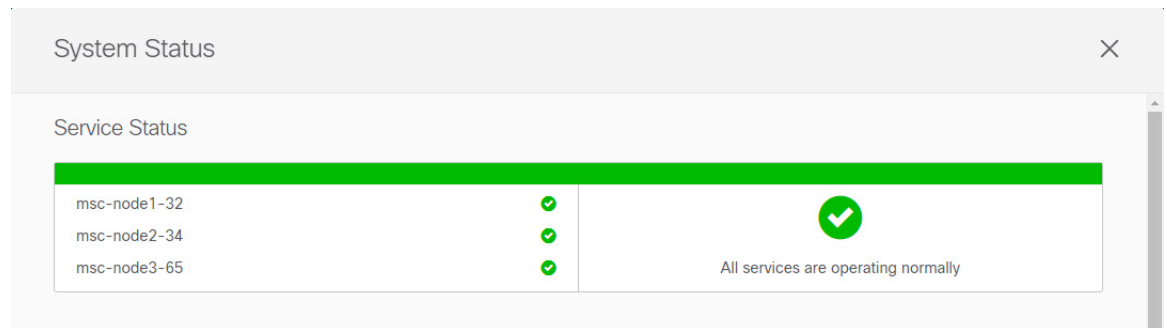 System Status
Service Status
msc-node1-32
msc-node2-34
msc-node3-65
All services are operating normally